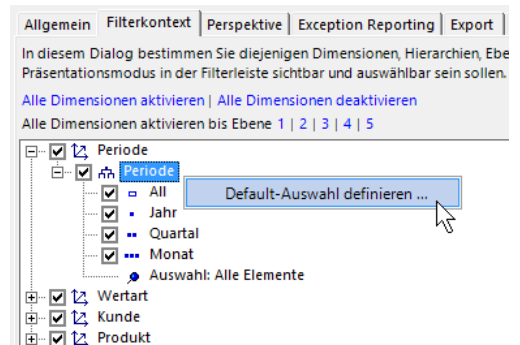 Allgemein Filterkontext Perspektive Exception Reporting Export
In diesem Dialog bestimmen Sie diejenigen Dimensionen, Hierarchien, Ebe
Präsentationsmodus in der Filterleiste sichtbar und auswählbar sein sollen.
Alle Dimensionen aktivieren | Alle Dimensionen deaktivieren
Alle Dimensionen aktivieren bis Ebene 1 | 2 | 3 | 4 | 5
Periode
Periode
All
Default-Auswahl definieren ...
Jahr
Quartal
Monat
Auswahl: Alle Elemente
Wertart
Kunde
Produkt